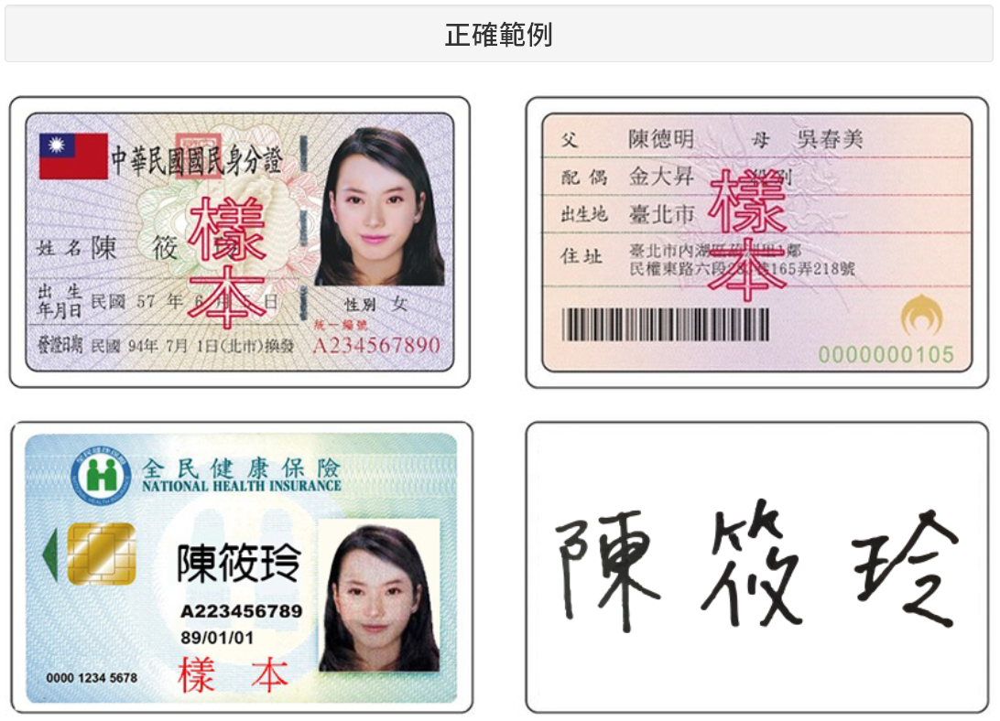 正確範例
中華民國國民身分證
樣本
姓名 陳 筱
出生年月日 民國 57 年 6 月 5 日
性別 女
統一編號
發證日期 民國 94年 7月 1日(北市)換發
A234567890
父 陳德明 母 吳春美
配偶 金大昇 役別
出生地 臺北市
樣本
住址 臺北市內湖區 鄰
民權東路六段 巷165弄218號
0000000105
全民健康保險
NATIONAL HEALTH INSURANCE
陳筱玲
A223456789
89/01/01
0000 1234 5678
樣 本
陳 筱 玲